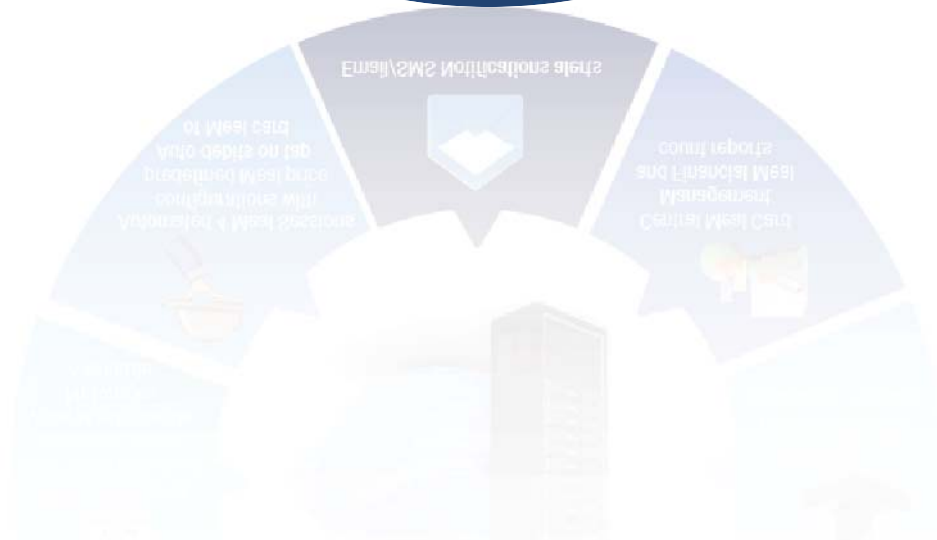 Automated 4 Meal Sessions
configurations with
predefined Meal price
Auto debits on tap
of Meal card
Email/SMS Notifications alerts
Central Meal Card
Management
and Financial Meal
count reports